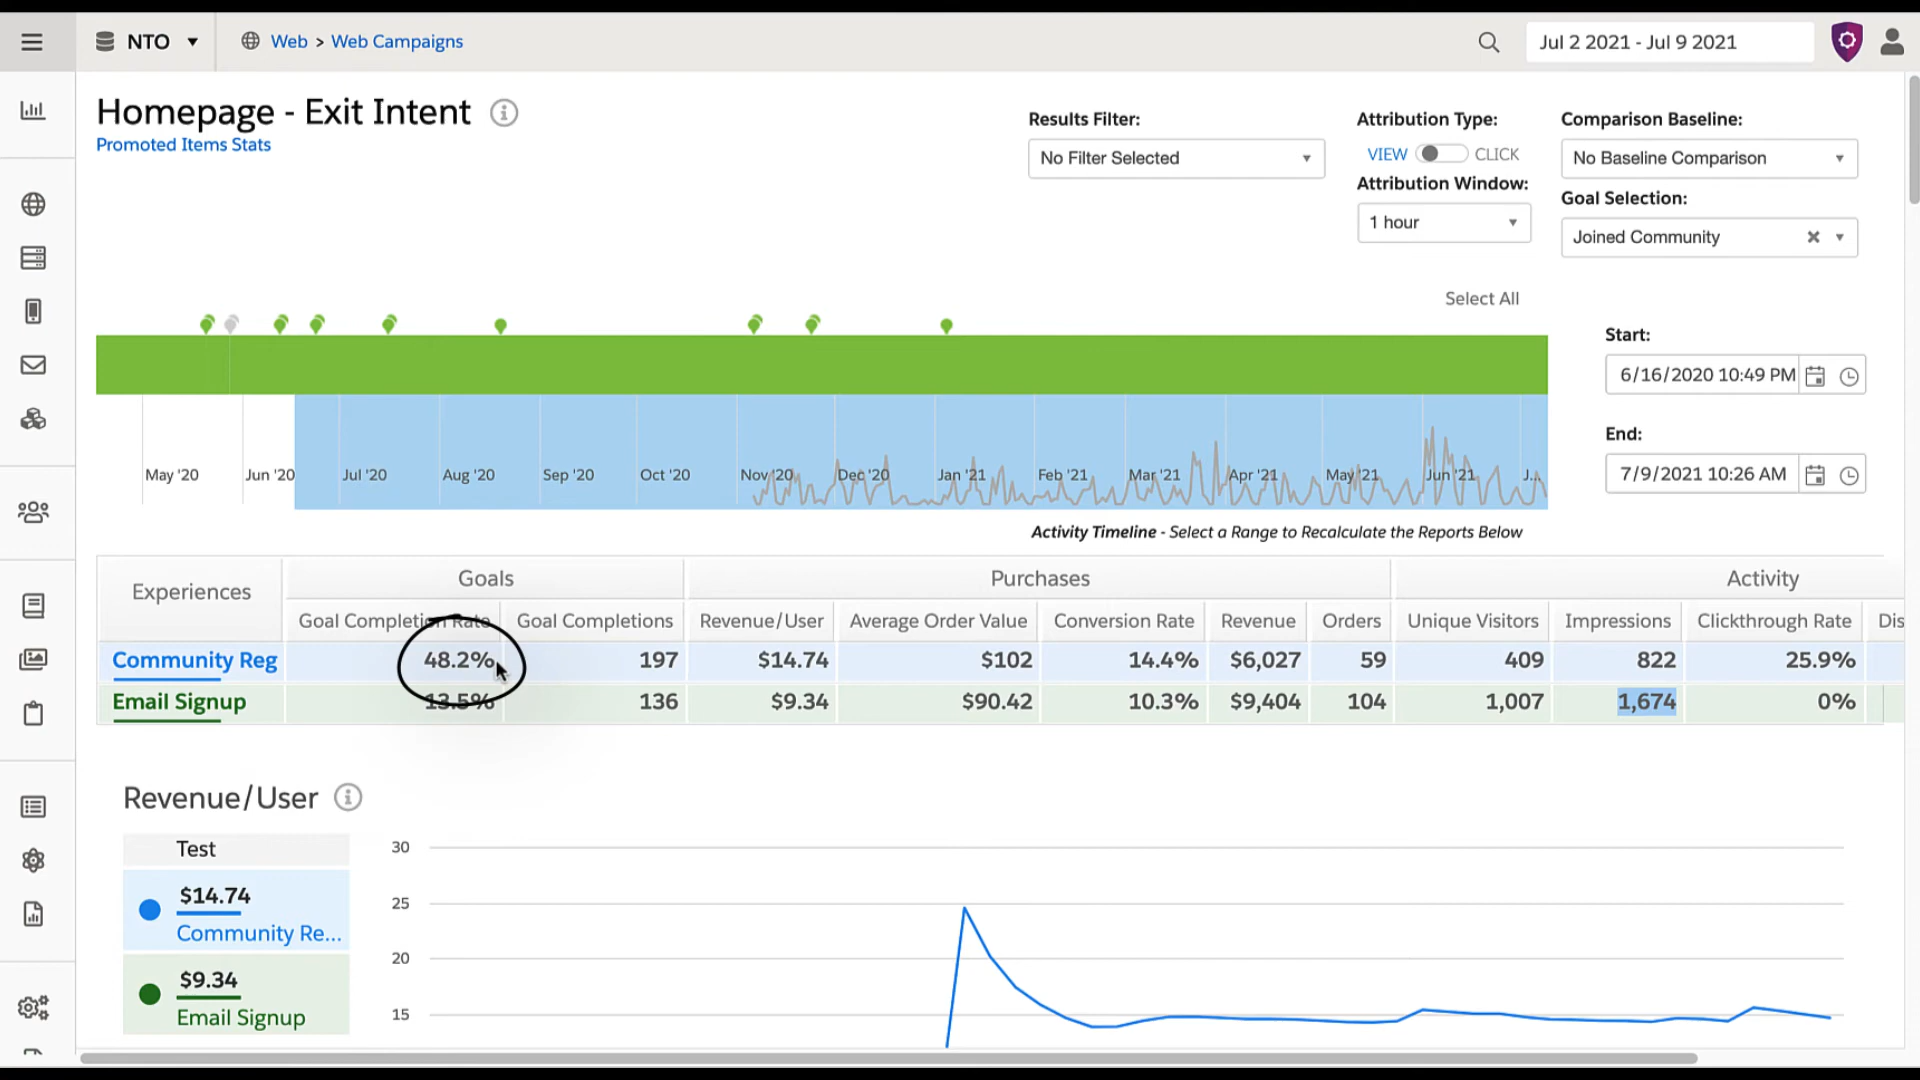 NTO
Web > Web Campaigns
Jul 2 2021 - Jul 9 2021
Homepage - Exit Intent
Promoted Items Stats
Results Filter:
No Filter Selected
Attribution Type:
VIEW CLICK
Attribution Window:
1 hour
Comparison Baseline:
No Baseline Comparison
Goal Selection:
Joined Community
Select All
Start:
6/16/2020 10:49 PM
End:
7/9/2021 10:26 AM
May '20 Jun '20 Jul '20 Aug '20 Sep '20 Oct '20 Nov '20 Dec '20 Jan '21 Feb '21 Mar '21 Apr '21 May '21 Jun '21 J...
Activity Timeline - Select a Range to Recalculate the Reports Below
Experiences Goals Purchases Activity
Goal Completion Rate Goal Completions Revenue/User Average Order Value Conversion Rate Revenue Orders Unique Visitors Impressions Clickthrough Rate Dis
Community Reg 48.2% 197 $14.74 $102 14.4% $6,027 59 409 822 25.9%
Email Signup 13.5% 136 $9.34 $90.42 10.3% $9,404 104 1,007 1,674 0%
Revenue/User
Test
$14.74
Community Re...
$9.34
Email Signup
30
25
20
15